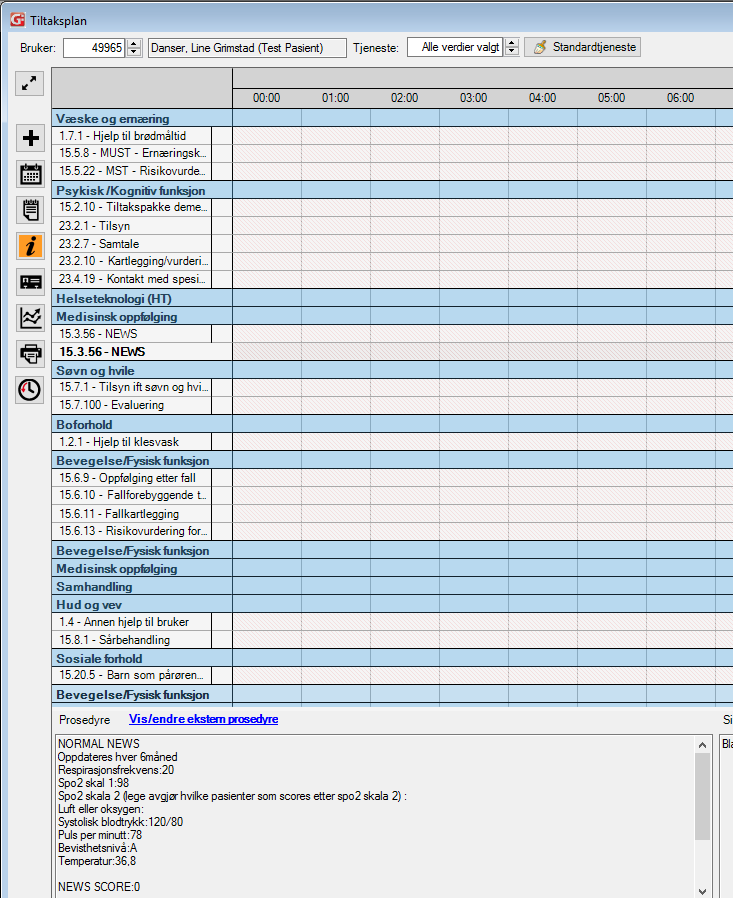 Tiltaksplan
Bruker: 49965 Danser, Line Grimstad (Test Pasient) Tjeneste: Alle verdier valgt Standardtjeneste
00:00 01:00 02:00 03:00 04:00 05:00 06:00
Væske og ernæring
1.7.1 - Hjelp til brødmåltid
15.5.8 - MUST - Ernæringsk...
15.5.22 - MST - Risikovurde...
Psykisk /Kognitiv funksjon
15.2.10 - Tiltakspakke deme...
23.2.1 - Tilsyn
23.2.7 - Samtale
23.2.10 - Kartlegging/vurderi...
23.4.19 - Kontakt med spesi...
Helseteknologi (HT)
Medisinsk oppfølging
15.3.56 - NEWS
15.3.56 - NEWS
Søvn og hvile
15.7.1 - Tilsyn ift søvn og hvi...
15.7.100 - Evaluering
Boforhold
1.2.1 - Hjelp til klesvask
Bevegelse/Fysisk funksjon
15.6.9 - Oppfølging etter fall
15.6.10 - Fallforebyggende t...
15.6.11 - Fallkartlegging
15.6.13 - Risikovurdering for...
Bevegelse/Fysisk funksjon
Medisinsk oppfølging
Samhandling
Hud og vev
1.4 - Annen hjelp til bruker
15.8.1 - Sårbehandling
Sosiale forhold
15.20.5 - Barn som pårøren...
Bevegelse/Fysisk funksjon
Prosedyre Vis/endre ekstern prosedyre Si
NORMAL NEWS Bla
Oppdateres hver 6måned
Respirasjonsfrekvens:20
Spo2 skal 1:98
Spo2 skala 2 (lege avgjør hvilke pasienter som scores etter spo2 skala 2) :
Luft eller oksygen:
Systolisk blodtrykk:120/80
Puls per minutt:78
Bevisthetsnivå:A
Temperatur:36,8
NEWS SCORE:0